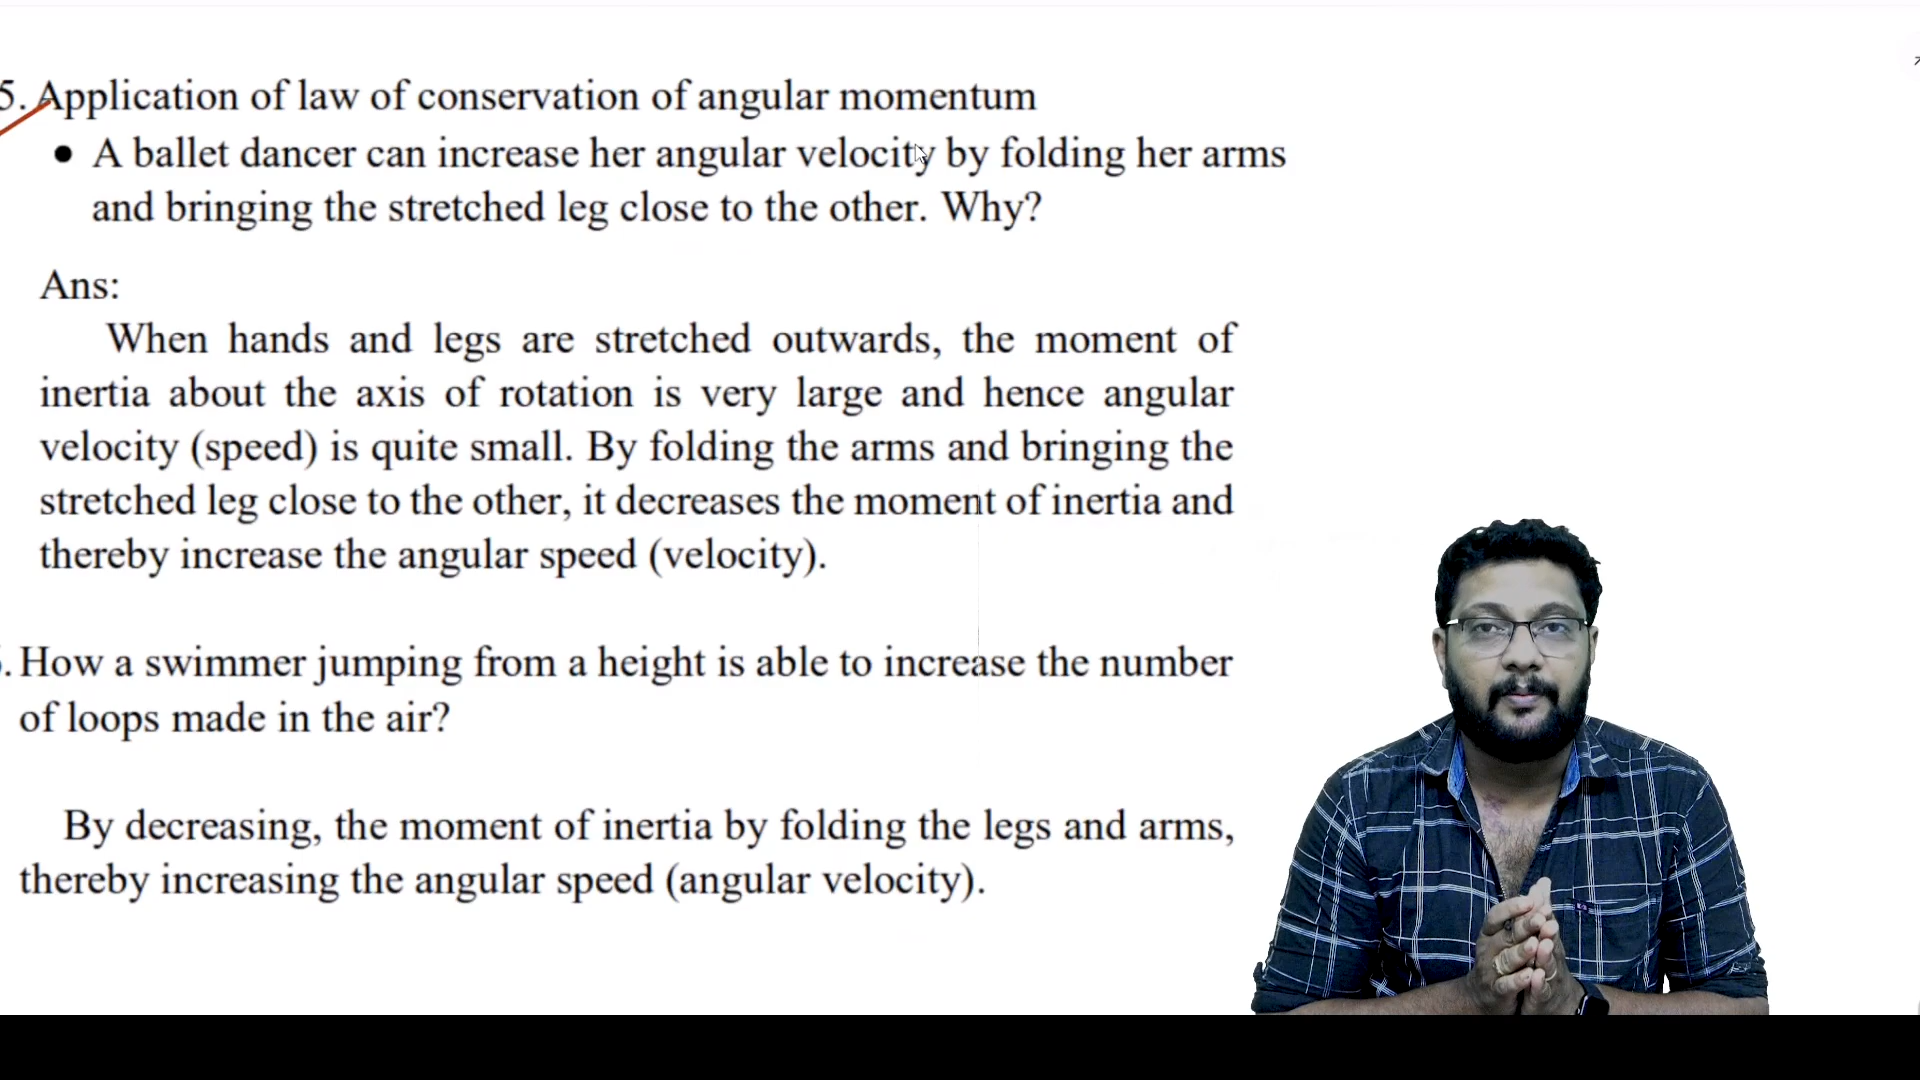 5. Application of law of conservation of angular momentum
• A ballet dancer can increase her angular velocity by folding her arms
and bringing the stretched leg close to the other. Why?
Ans:
When hands and legs are stretched outwards, the moment of
inertia about the axis of rotation is very large and hence angular
velocity (speed) is quite small. By folding the arms and bringing the
stretched leg close to the other, it decreases the moment of inertia and
thereby increase the angular speed (velocity).
. How a swimmer jumping from a height is able to increase the number
of loops made in the air?
By decreasing, the moment of inertia by folding the legs and arms,
thereby increasing the angular speed (angular velocity).